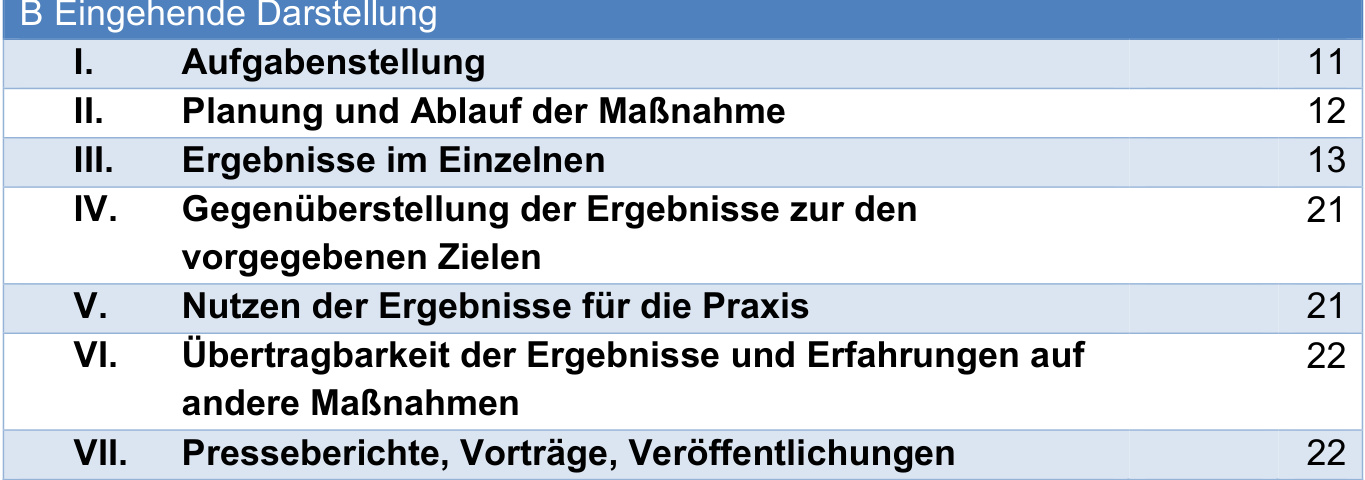 B Eingehende Darstellung
I. Aufgabenstellung 11
II. Planung und Ablauf der Maßnahme 12
III. Ergebnisse im Einzelnen 13
IV. Gegenüberstellung der Ergebnisse zur den 21
vorgegebenen Zielen
V. Nutzen der Ergebnisse für die Praxis 21
VI. Übertragbarkeit der Ergebnisse und Erfahrungen auf 22
andere Maßnahmen
VII. Presseberichte, Vorträge, Veröffentlichungen 22